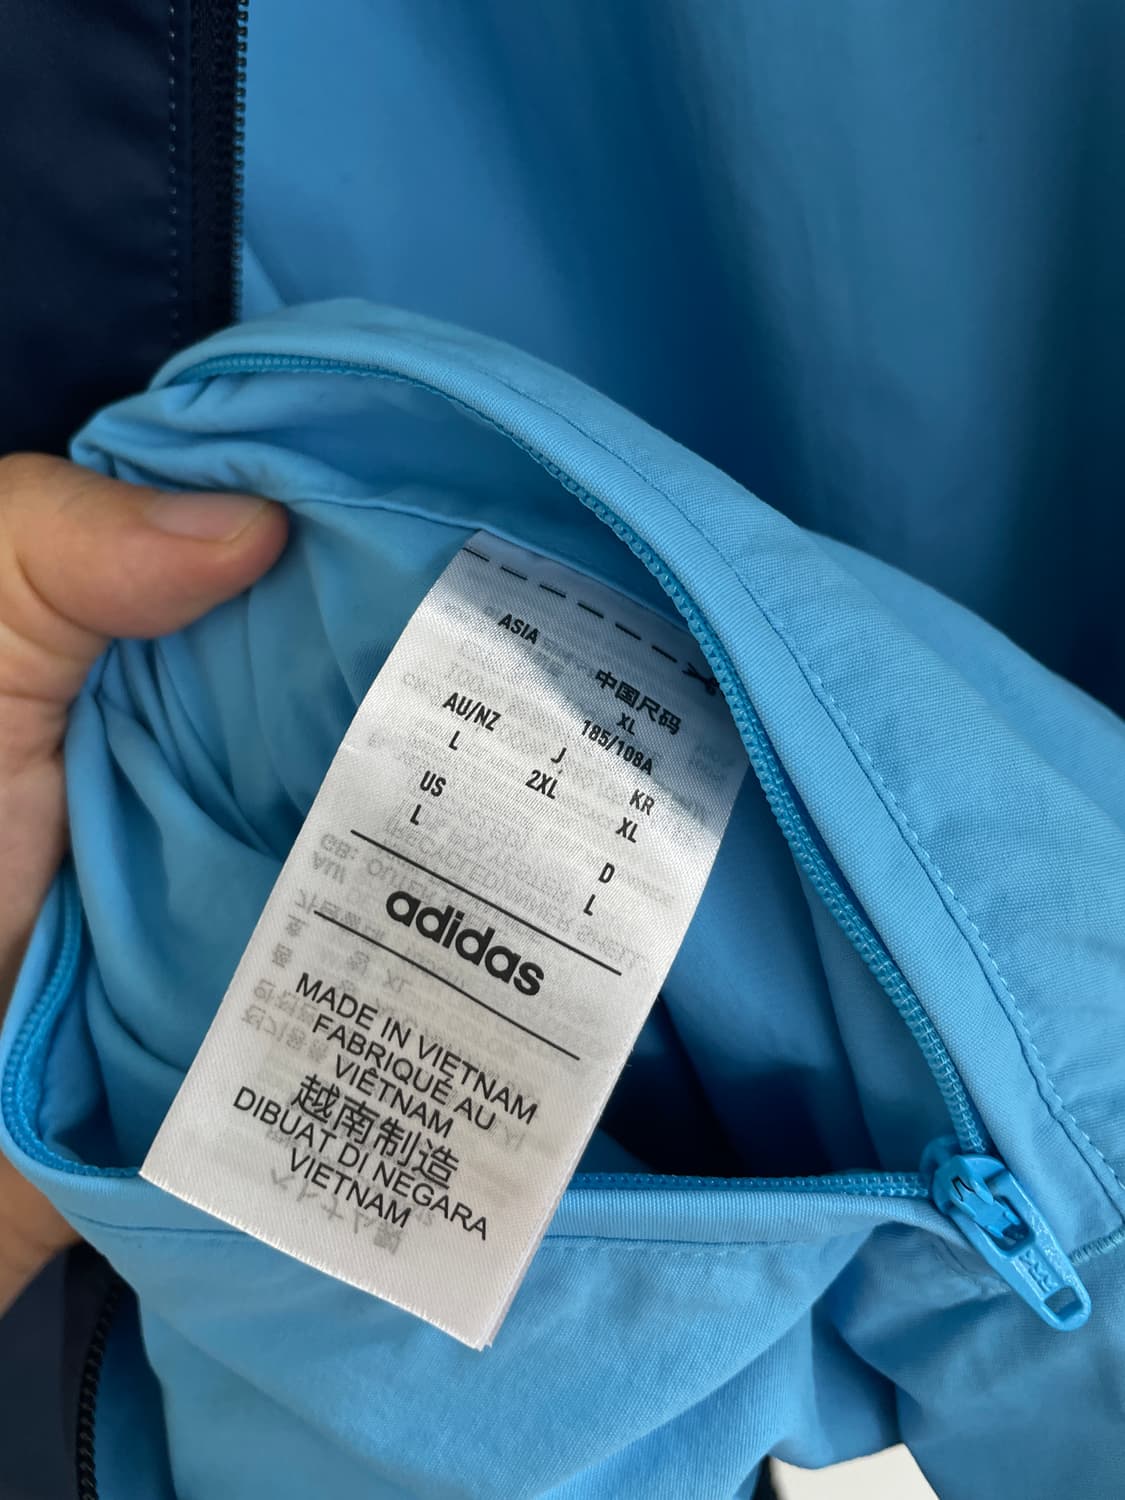 ASIA
中国尺码
XL
185/108A
AU/NZ
L
J
2XL
KR
XL
US
L
D
L
adidas
MADE IN VIETNAM
FABRIQUÉ AU
VIÊTNAM
越南制造
DIBUAT DI NEGARA
VIETNAM